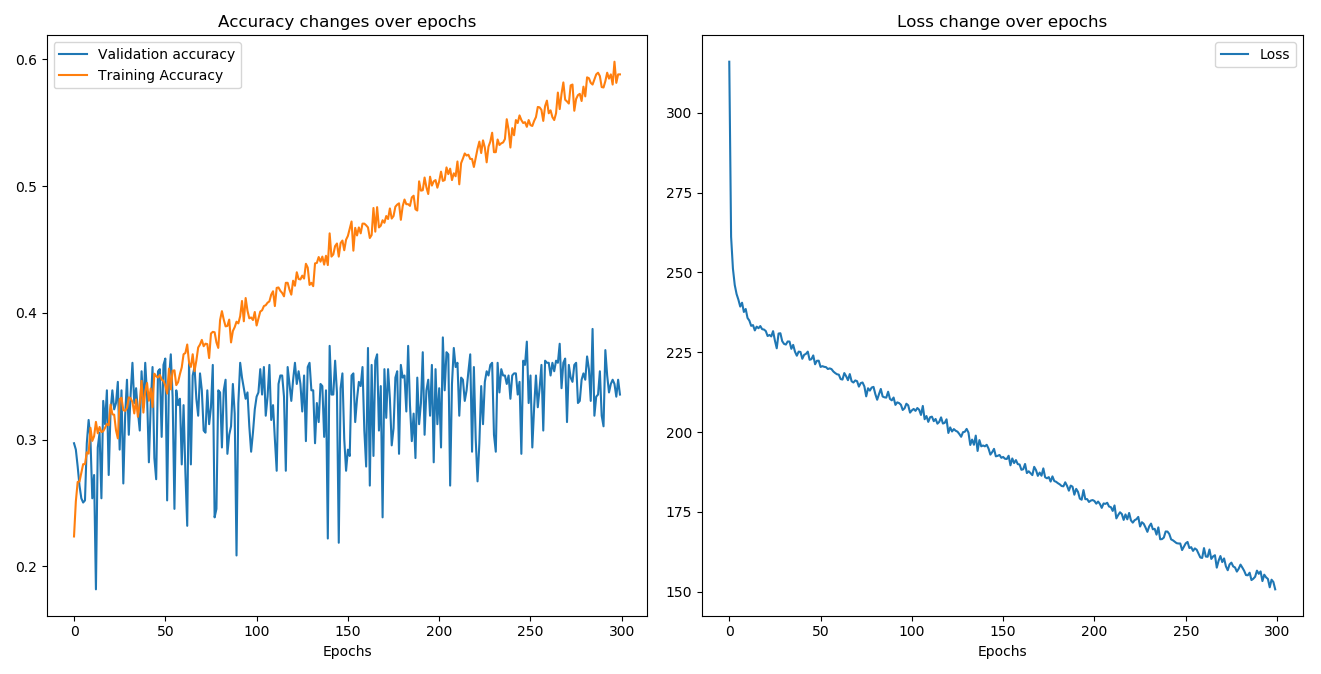 Accuracy changes over epochs
Validation accuracy
Training Accuracy
0.6
0.5
0.4
0.3
0.2
0 50 100 150 200 250 300
Epochs
Loss change over epochs
Loss
300
275
250
225
200
175
150
0 50 100 150 200 250 300
Epochs